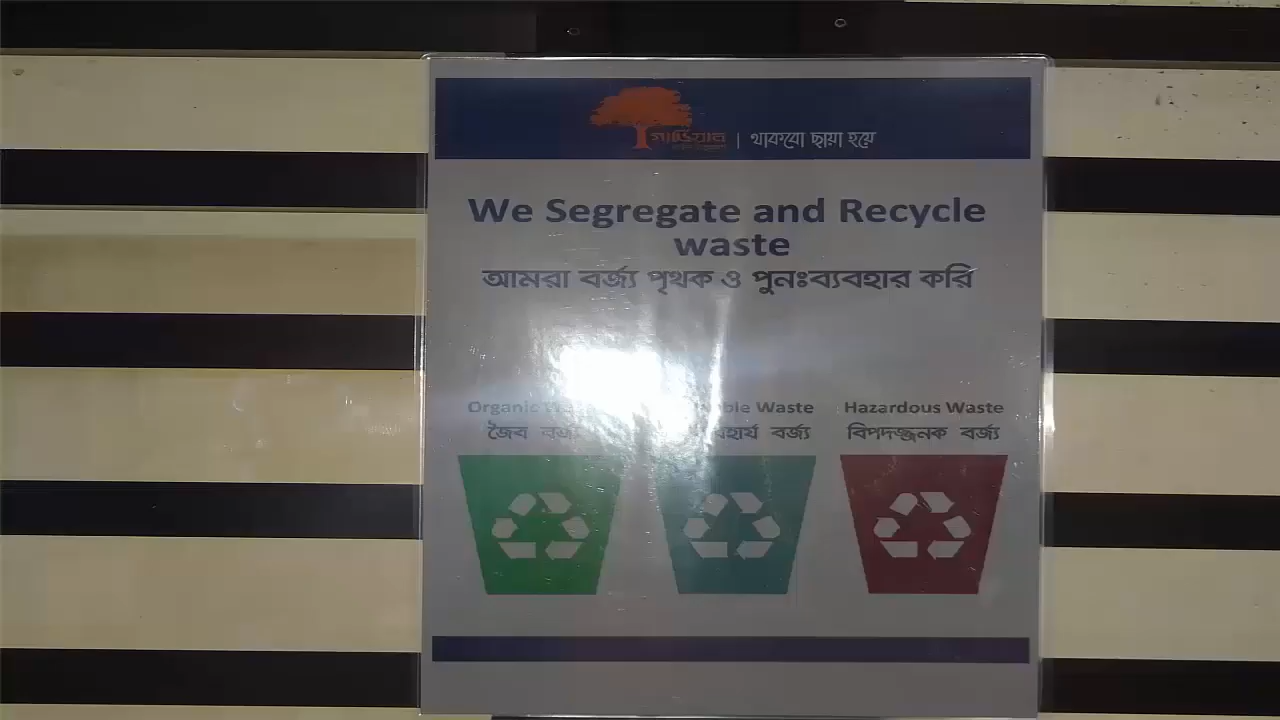 গার্ডিয়ান | থাকবো ছায়া হয়ে
We Segregate and Recycle
waste
আমরা বর্জ্য পৃথক ও পুনঃব্যবহার করি
Organic Waste Hazardous Waste
জৈব বর্জ্য বর্জ্য বিপদজ্জনক বর্জ্য